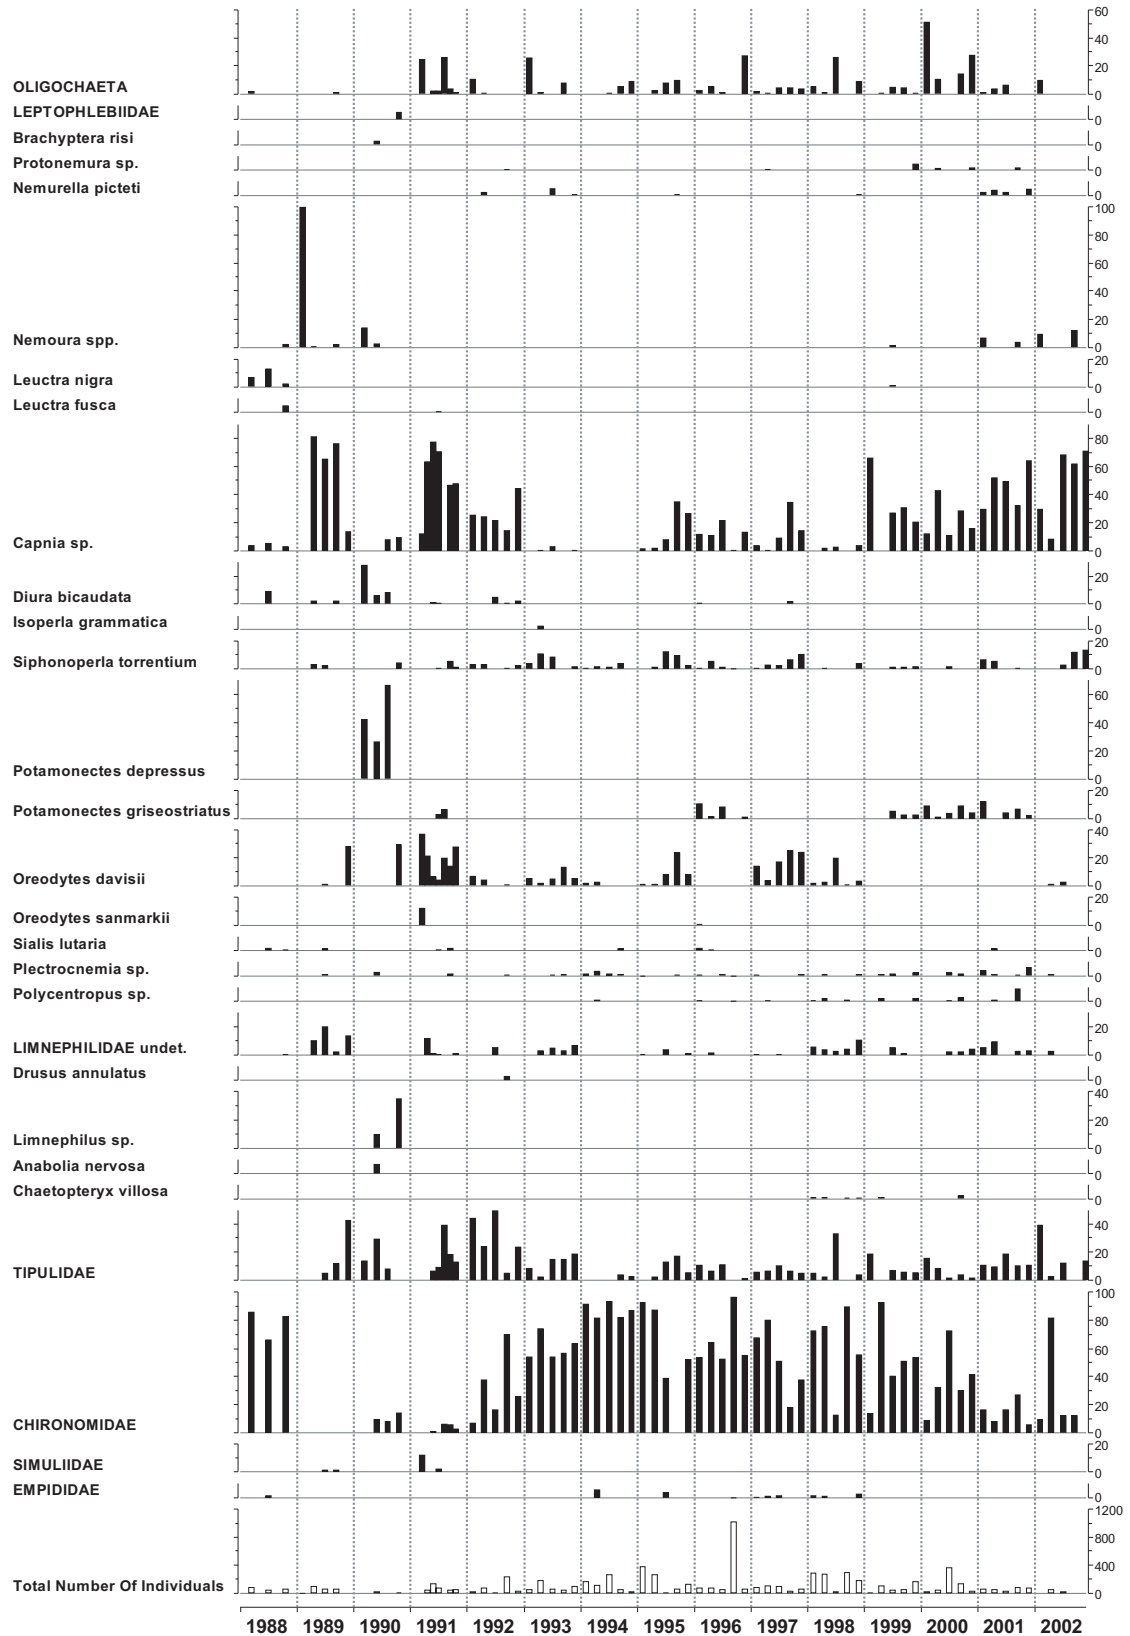 60
40
20
OLIGOCHAETA 0
LEPTOPHLEBIIDAE 0
Brachyptera risi 0
Protonemura sp. 0
Nemurella picteti 0
100
80
60
40
20
Nemoura spp. 0
20
Leuctra nigra 0
Leuctra fusca 0
80
60
40
20
Capnia sp. 0
20
Diura bicaudata 0
Isoperla grammatica 0
20
Siphonoperla torrentium 0
60
40
20
Potamonectes depressus 0
20
Potamonectes griseostriatus 0
40
20
Oreodytes davisii 0
20
Oreodytes sanmarkii 0
Sialis lutaria 0
Plectrocnemia sp. 0
Polycentropus sp. 0
20
LIMNEPHILIDAE undet. 0
Drusus annulatus 0
40
20
Limnephilus sp. 0
Anabolia nervosa 0
Chaetopteryx villosa 0
40
20
TIPULIDAE 0
100
80
60
40
20
CHIRONOMIDAE 0
20
SIMULIIDAE 0
EMPIDIDAE 0
1200
800
400
Total Number Of Individuals 0
1988 1989 1990 1991 1992 1993 1994 1995 1996 1997 1998 1999 2000 2001 2002